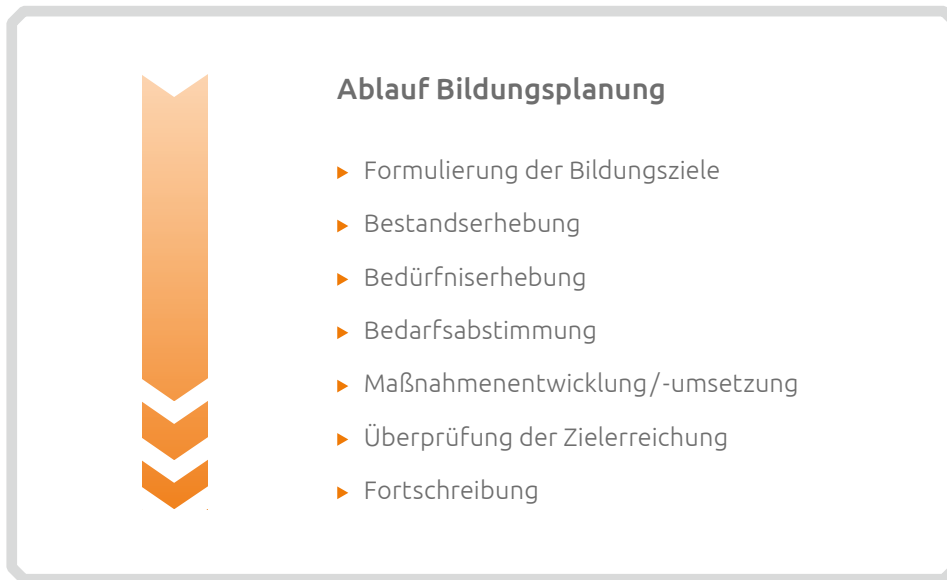 Ablauf Bildungsplanung
Formulierung der Bildungsziele
Bestandserhebung
Bedürfniserhebung
Bedarfsabstimmung
Maßnahmenentwicklung/-umsetzung
Überprüfung der Zielerreichung
Fortschreibung